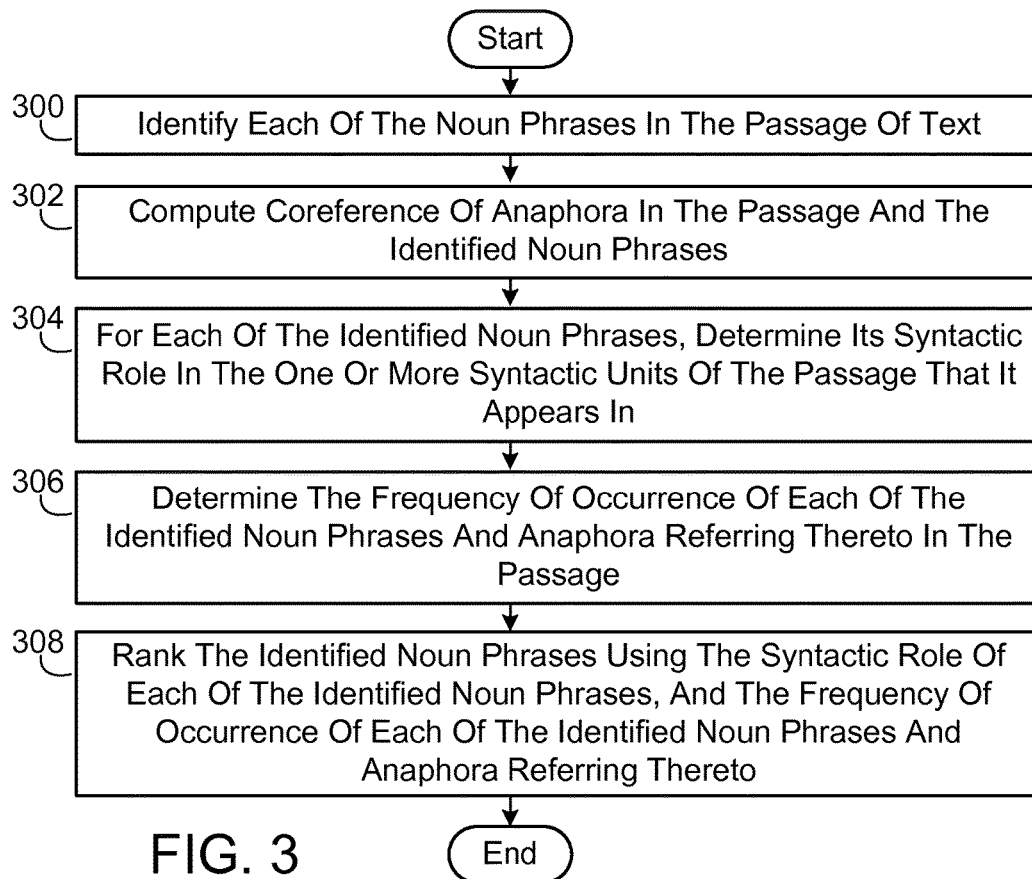 Start
300
Identify Each Of The Noun Phrases In The Passage Of Text
302
Compute Coreference Of Anaphora In The Passage And The
Identified Noun Phrases
304
For Each Of The Identified Noun Phrases, Determine Its Syntactic
Role In The One Or More Syntactic Units Of The Passage That It
Appears In
306
Determine The Frequency Of Occurrence Of Each Of The
Identified Noun Phrases And Anaphora Referring Thereto In The
Passage
308
Rank The Identified Noun Phrases Using The Syntactic Role Of
Each Of The Identified Noun Phrases, And The Frequency Of
Occurrence Of Each Of The Identified Noun Phrases And
Anaphora Referring Thereto
End
FIG. 3